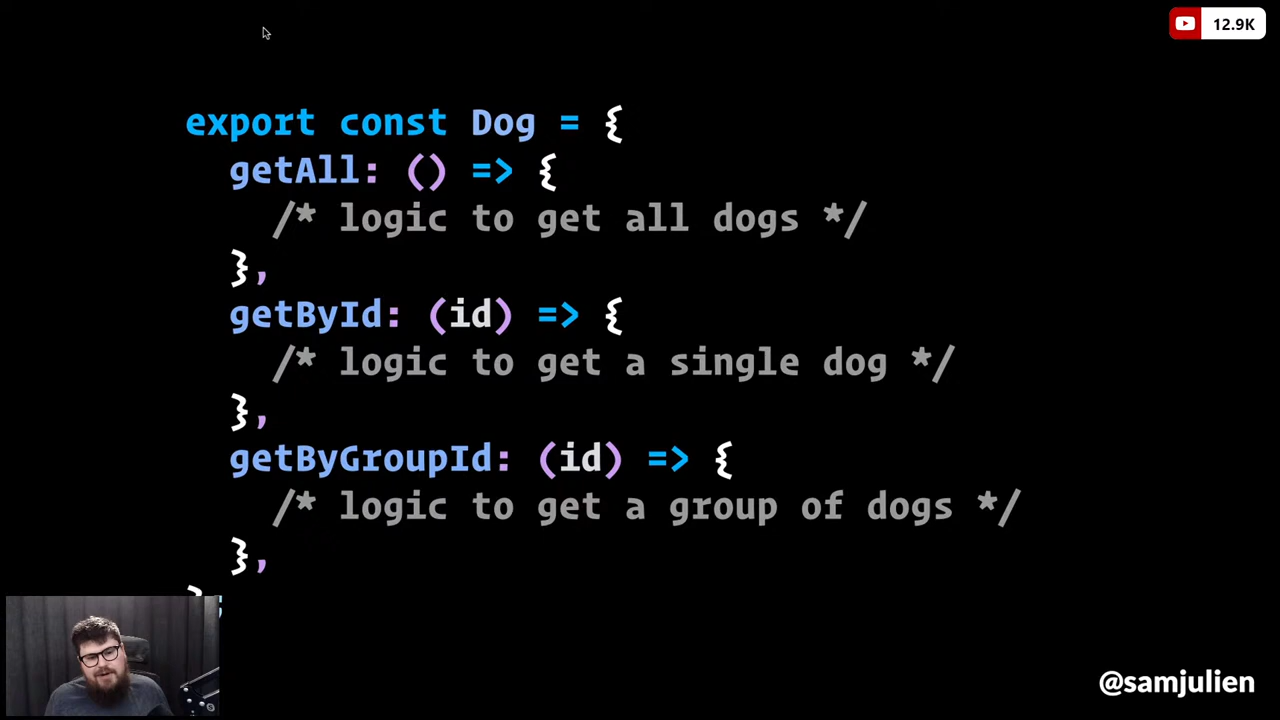 12.9K
export const Dog = {
getAll: () => {
/* logic to get all dogs */
},
getById: (id) => {
/* logic to get a single dog */
},
getByGroupId: (id) => {
/* logic to get a group of dogs */
},
};
@samjulien